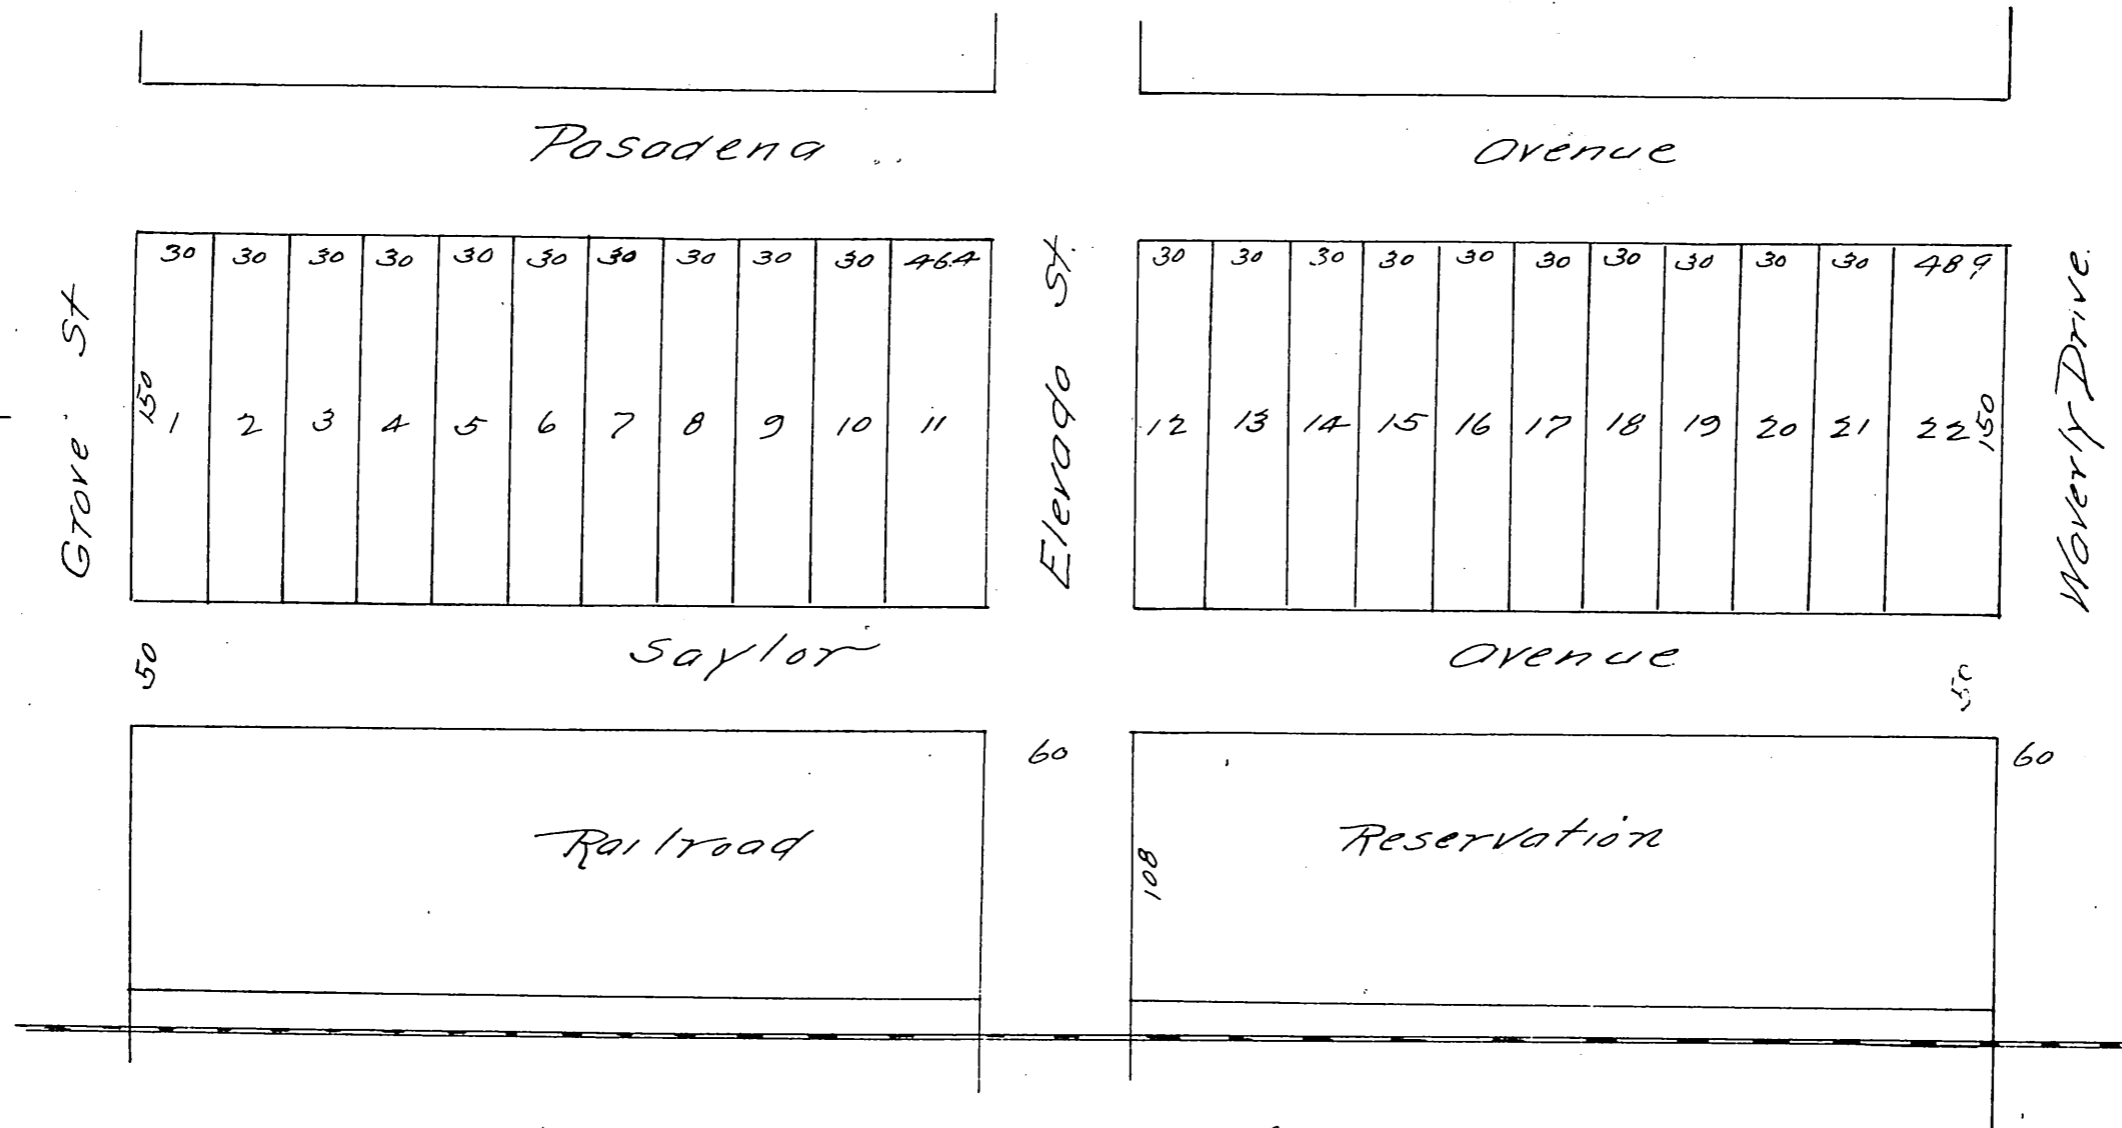 Pasadena avenue
30 30 30 30 30 30 30 30 30 30 46.4
30 30 30 30 30 30 30 30 30 30 48 9
Grove St
150
1 2 3 4 5 6 7 8 9 10 11
Elevado St.
12 13 14 15 16 17 18 19 20 21 22
150
Waverly Drive.
50
Saylor avenue
50
60
60
Railroad Reservation
108